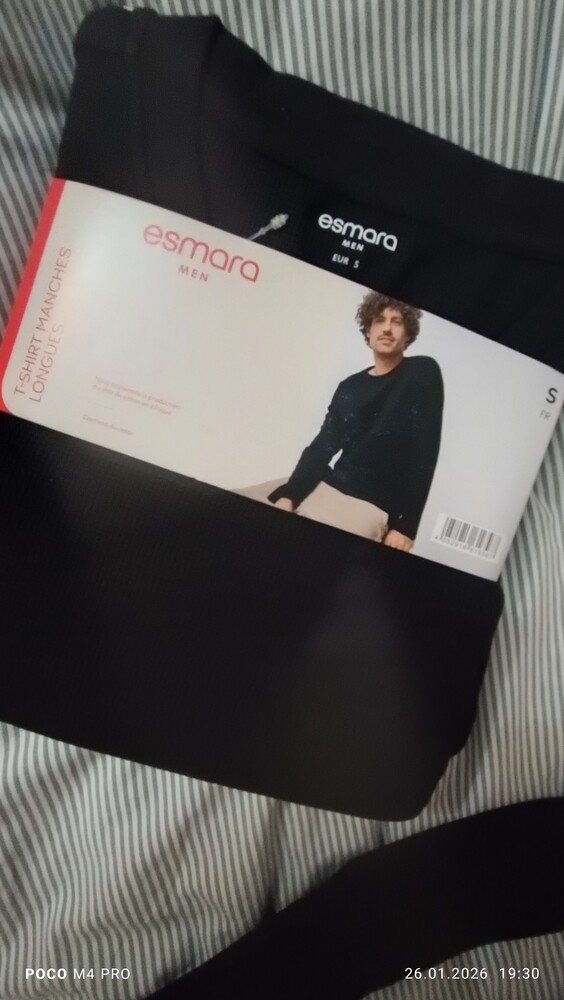 esmara
MEN
EUR S
esmara
MEN
T-SHIRT MANCHES
LONGUES
S
POCO M4 PRO
26.01.2026 19:30